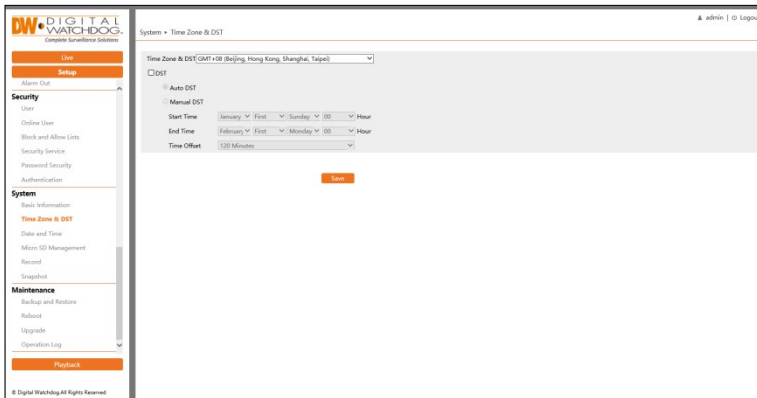 DW DIGITAL
WATCHDOG®
Complete Surveillance Solutions
admin | Logou
System ▸ Time Zone & DST
Live
Setup
Alarm Out
Security
User
Online User
Block and Allow Lists
Security Service
Password Security
Authentication
System
Basic Information
Time Zone & DST
Date and Time
Micro SD Management
Record
Snapshot
Maintenance
Backup and Restore
Reboot
Upgrade
Operation Log
Playback
© Digital Watchdog.All Rights Reserved
Time Zone & DST GMT+08 (Beijing, Hong Kong, Shanghai, Taipei)
DST
Auto DST
Manual DST
Start Time January First Sunday 00 Hour
End Time February First Monday 00 Hour
Time Offset 120 Minutes
Save